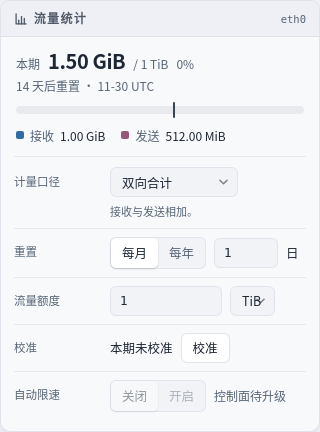 流量统计 eth0
本期 1.50 GiB / 1 TiB 0%
14 天后重置 · 11-30 UTC
接收 1.00 GiB 发送 512.00 MiB
计量口径 双向合计
接收与发送相加。
重置 每月 每年 1 日
流量额度 1 TiB
校准 本期未校准 校准
自动限速 关闭 开启 控制面待升级